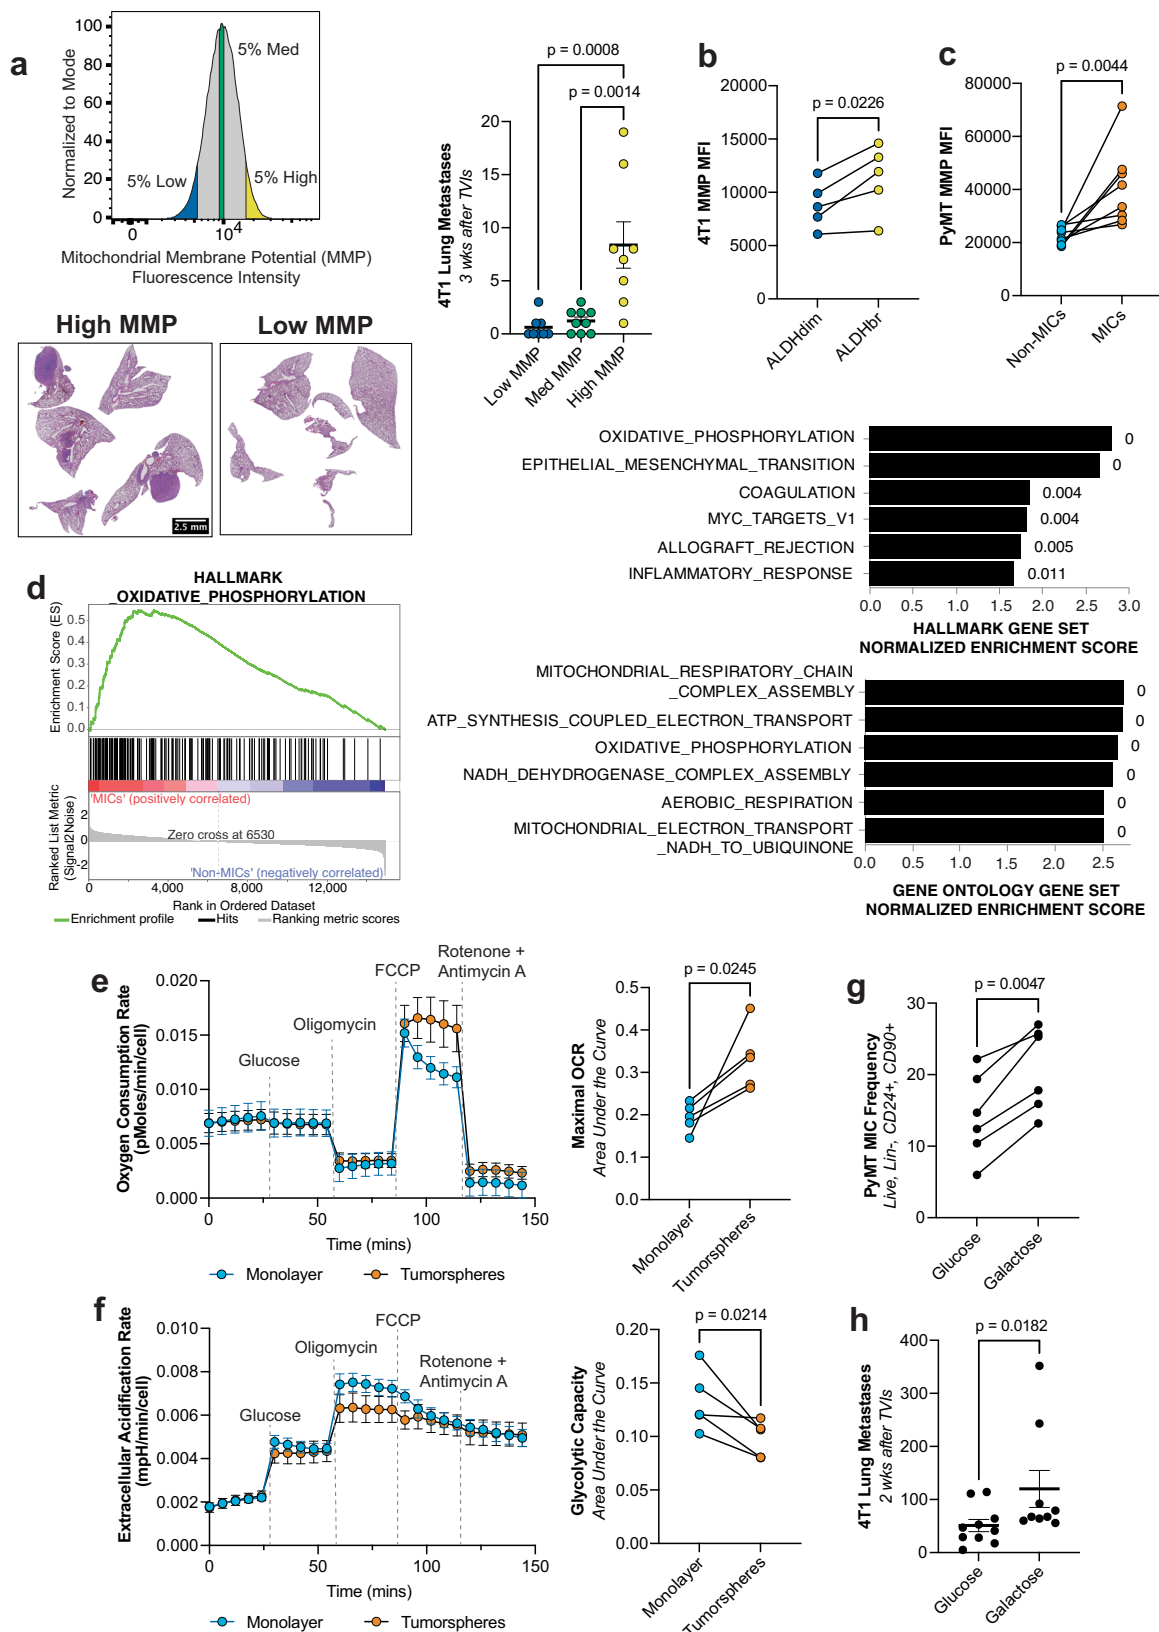 a
Normalized to Mode
100
80
60
40
20
0
5% Med
5% Low
5% High
0
10⁴
Mitochondrial Membrane Potential (MMP)
Fluorescence Intensity
High MMP
Low MMP
2.5 mm
p = 0.0008
p = 0.0014
4T1 Lung Metastases
3 wks after TVIs
20
15
10
5
0
Low MMP
Med MMP
High MMP
b
p = 0.0226
4T1 MMP MFI
20000
15000
10000
5000
0
ALDHdim
ALDHbr
c
p = 0.0044
PyMT MMP MFI
80000
60000
40000
20000
0
Non-MICs
MICs
OXIDATIVE_PHOSPHORYLATION
0
EPITHELIAL_MESENCHYMAL_TRANSITION
0
COAGULATION
0.004
MYC_TARGETS_V1
0.004
ALLOGRAFT_REJECTION
0.005
INFLAMMATORY_RESPONSE
0.011
0.0 0.5 1.0 1.5 2.0 2.5 3.0
HALLMARK GENE SET
NORMALIZED ENRICHMENT SCORE
MITOCHONDRIAL_RESPIRATORY_CHAIN
_COMPLEX_ASSEMBLY
0
ATP_SYNTHESIS_COUPLED_ELECTRON_TRANSPORT
0
OXIDATIVE_PHOSPHORYLATION
0
NADH_DEHYDROGENASE_COMPLEX_ASSEMBLY
0
AEROBIC_RESPIRATION
0
MITOCHONDRIAL_ELECTRON_TRANSPORT
_NADH_TO_UBIQUINONE
0
0.0 0.5 1.0 1.5 2.0 2.5
GENE ONTOLOGY GENE SET
NORMALIZED ENRICHMENT SCORE
d
HALLMARK
_OXIDATIVE_PHOSPHORYLATION
Enrichment Score (ES)
0.5
0.4
0.3
0.2
0.1
0.0
'MICs' (positively correlated)
Ranked List Metric
(Signal2Noise)
2
0
-2
Zero cross at 6530
'Non-MICs' (negatively correlated)
0 4,000 8,000 12,000
Rank in Ordered Dataset
Enrichment profile
Hits
Ranking metric scores
e
Oxygen Consumption Rate
(pMoles/min/cell)
0.020
0.015
0.010
0.005
0.000
Glucose
Oligomycin
FCCP
Rotenone +
Antimycin A
0 50 100 150
Time (mins)
Monolayer
Tumorspheres
p = 0.0245
Maximal OCR
Area Under the Curve
0.5
0.4
0.3
0.2
0.1
0.0
Monolayer
Tumorspheres
g
p = 0.0047
PyMT MIC Frequency
Live, Lin-, CD24+, CD90+
30
20
10
0
Glucose
Galactose
f
Extracellular Acidification Rate
(mpH/min/cell)
0.010
0.008
0.006
0.004
0.002
0.000
Glucose
Oligomycin
FCCP
Rotenone +
Antimycin A
0 50 100 150
Time (mins)
Monolayer
Tumorspheres
p = 0.0214
Glycolytic Capacity
Area Under the Curve
0.20
0.15
0.10
0.05
0.00
Monolayer
Tumorspheres
h
p = 0.0182
4T1 Lung Metastases
2 wks after TVIs
400
300
200
100
0
Glucose
Galactose